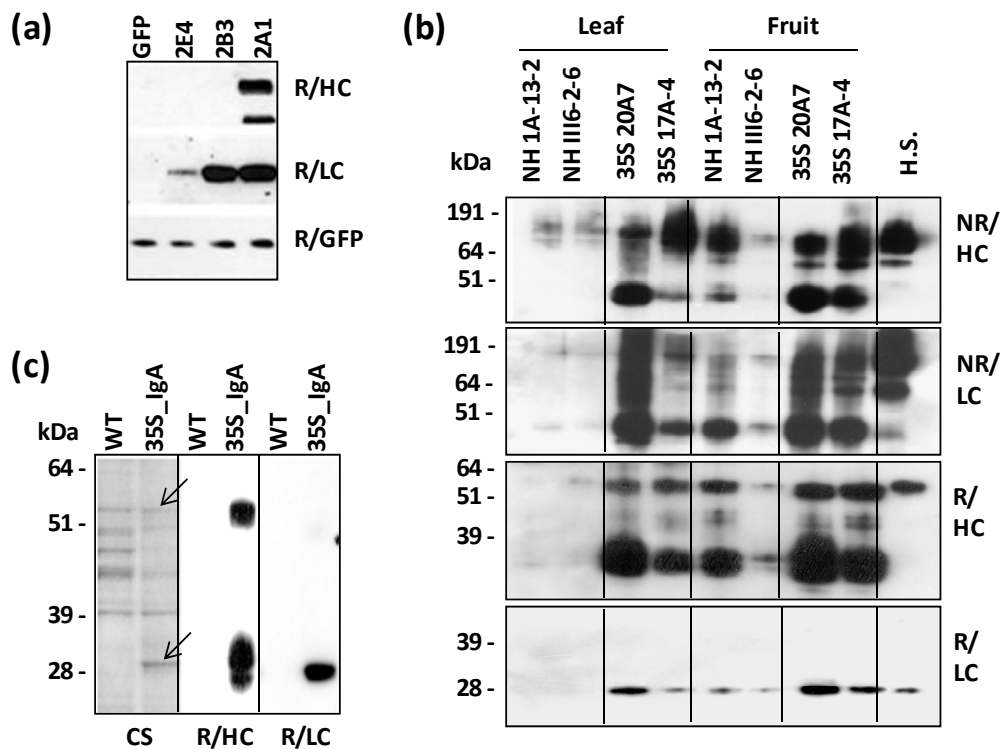 (a)
GFP
2E4
2B3
2A1
R/HC
R/LC
R/GFP
(b)
Leaf
Fruit
kDa
NH 1A-13-2
NH III6-2-6
35S 20A7
35S 17A-4
NH 1A-13-2
NH III6-2-6
35S 20A7
35S 17A-4
H.S.
191 -
64 -
51 -
NR/
HC
191 -
64 -
51 -
NR/
LC
64 -
51 -
39 -
R/
HC
39 -
28 -
R/
LC
(c)
kDa
WT
35S_IgA
WT
35S_IgA
WT
35S_IgA
64 -
51 -
39 -
28 -
CS
R/HC
R/LC